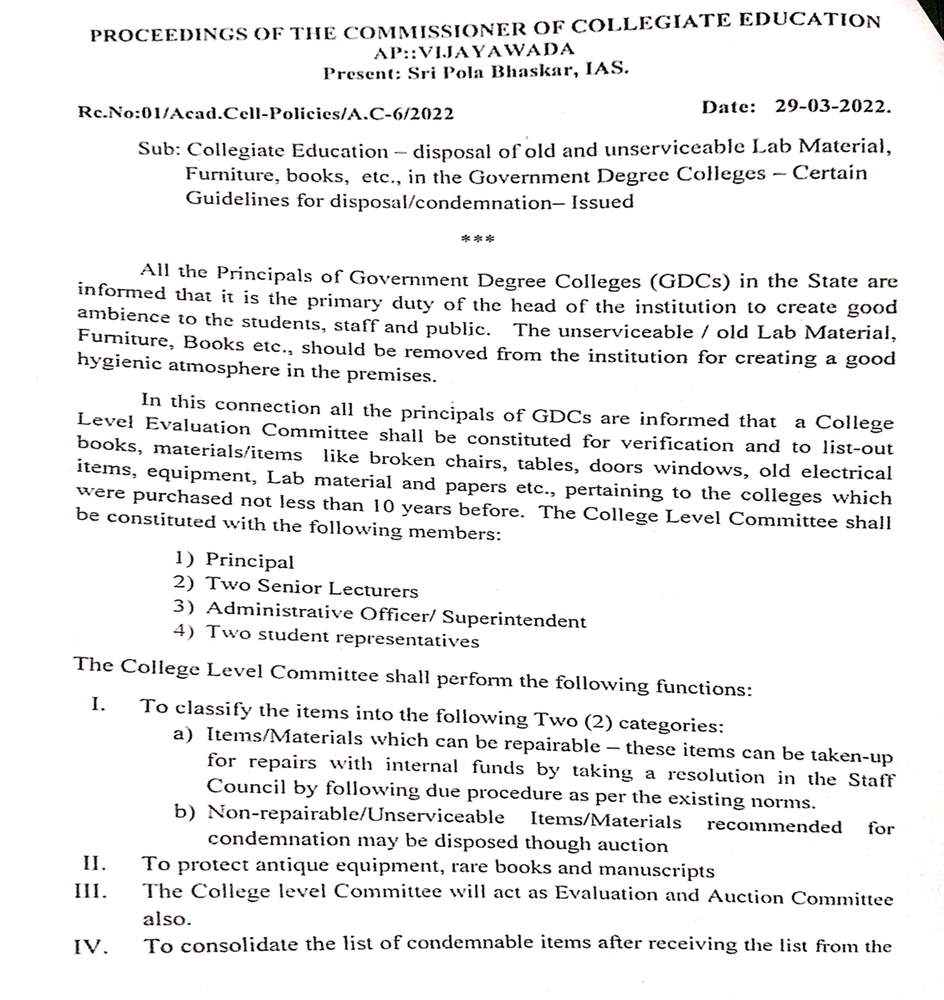 PROCEEDINGS OF THE COMMISSIONER OF COLLEGIATE EDUCATION
AP::VIJAYAWADA
Present: Sri Pola Bhaskar, IAS.
Rc.No:01/Acad.Cell-Policies/A.C-6/2022 Date: 29-03-2022.
Sub: Collegiate Education – disposal of old and unserviceable Lab Material,
Furniture, books, etc., in the Government Degree Colleges – Certain
Guidelines for disposal/condemnation– Issued
***
All the Principals of Government Degree Colleges (GDCs) in the State are
informed that it is the primary duty of the head of the institution to create good
ambience to the students, staff and public. The unserviceable / old Lab Material,
Furniture, Books etc., should be removed from the institution for creating a good
hygienic atmosphere in the premises.
In this connection all the principals of GDCs are informed that a College
Level Evaluation Committee shall be constituted for verification and to list-out
books, materials/items like broken chairs, tables, doors windows, old electrical
items, equipment, Lab material and papers etc., pertaining to the colleges which
were purchased not less than 10 years before. The College Level Committee shall
be constituted with the following members:
1) Principal
2) Two Senior Lecturers
3) Administrative Officer/ Superintendent
4) Two student representatives
The College Level Committee shall perform the following functions:
I. To classify the items into the following Two (2) categories:
a) Items/Materials which can be repairable – these items can be taken-up
for repairs with internal funds by taking a resolution in the Staff
Council by following due procedure as per the existing norms.
b) Non-repairable/Unserviceable Items/Materials recommended for
condemnation may be disposed though auction
II. To protect antique equipment, rare books and manuscripts
III. The College level Committee will act as Evaluation and Auction Committee
also.
IV. To consolidate the list of condemnable items after receiving the list from the